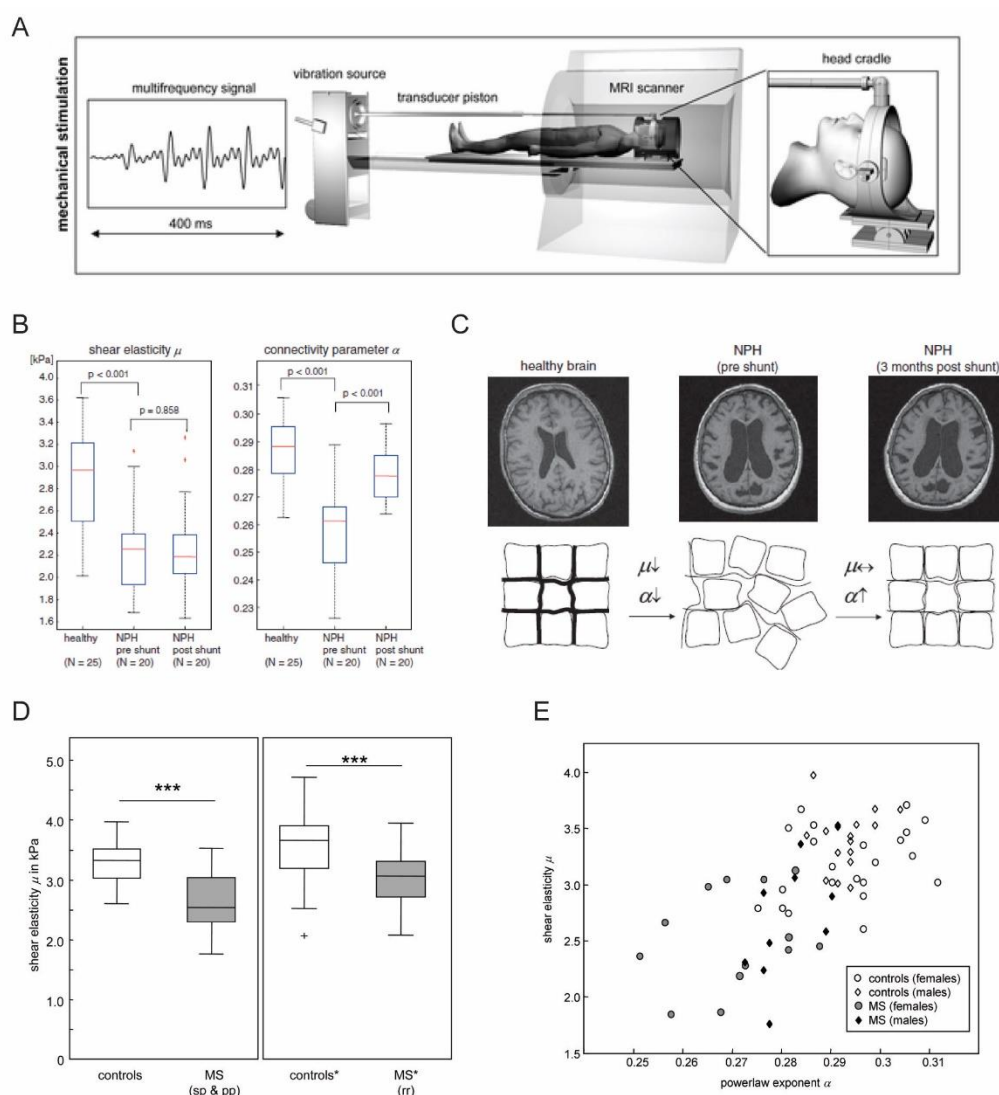 A
mechanical stimulation
multifrequency signal
400 ms
vibration source
transducer piston
MRI scanner
head cradle
B
shear elasticity μ
[kPa]
4.0
3.8
3.6
3.4
3.2
3.0
2.8
2.6
2.4
2.2
2.0
1.8
1.6
p < 0.001
p = 0.858
healthy
(N = 25)
NPH
pre shunt
(N = 20)
NPH
post shunt
(N = 20)
connectivity parameter α
0.31
0.30
0.29
0.28
0.27
0.26
0.25
0.24
0.23
p < 0.001
p < 0.001
healthy
(N = 25)
NPH
pre shunt
(N = 20)
NPH
post shunt
(N = 20)
C
healthy brain
NPH
(pre shunt)
NPH
(3 months post shunt)
μ↓
α↓
μ↔
α↑
D
shear elasticity μ in kPa
5.0
4.0
3.0
2.0
1.0
0
***
***
controls
MS
(sp & pp)
controls*
MS*
(rr)
E
shear elasticity μ
4.0
3.5
3.0
2.5
2.0
1.5
controls (females)
controls (males)
MS (females)
MS (males)
0.25 0.26 0.27 0.28 0.29 0.3 0.31
powerlaw exponent α